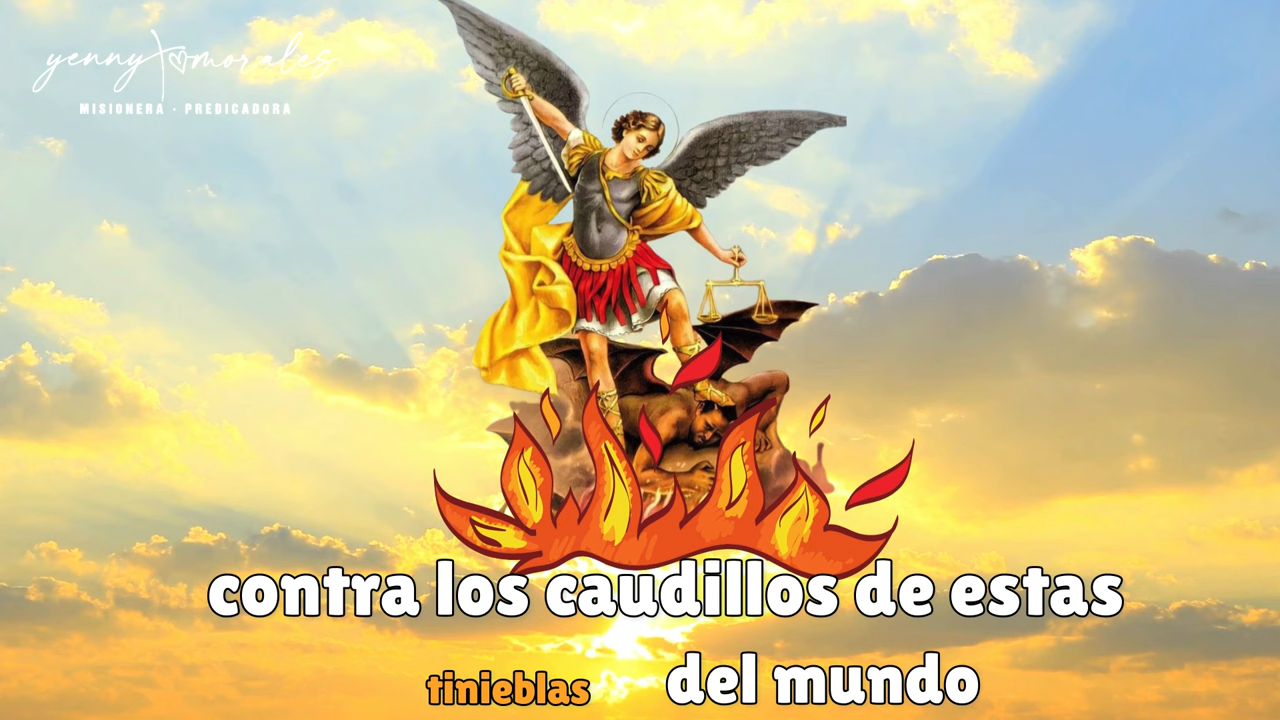 yenny morales
MISIONERA · PREDICADORA
contra los caudillos de estas
tinieblas del mundo